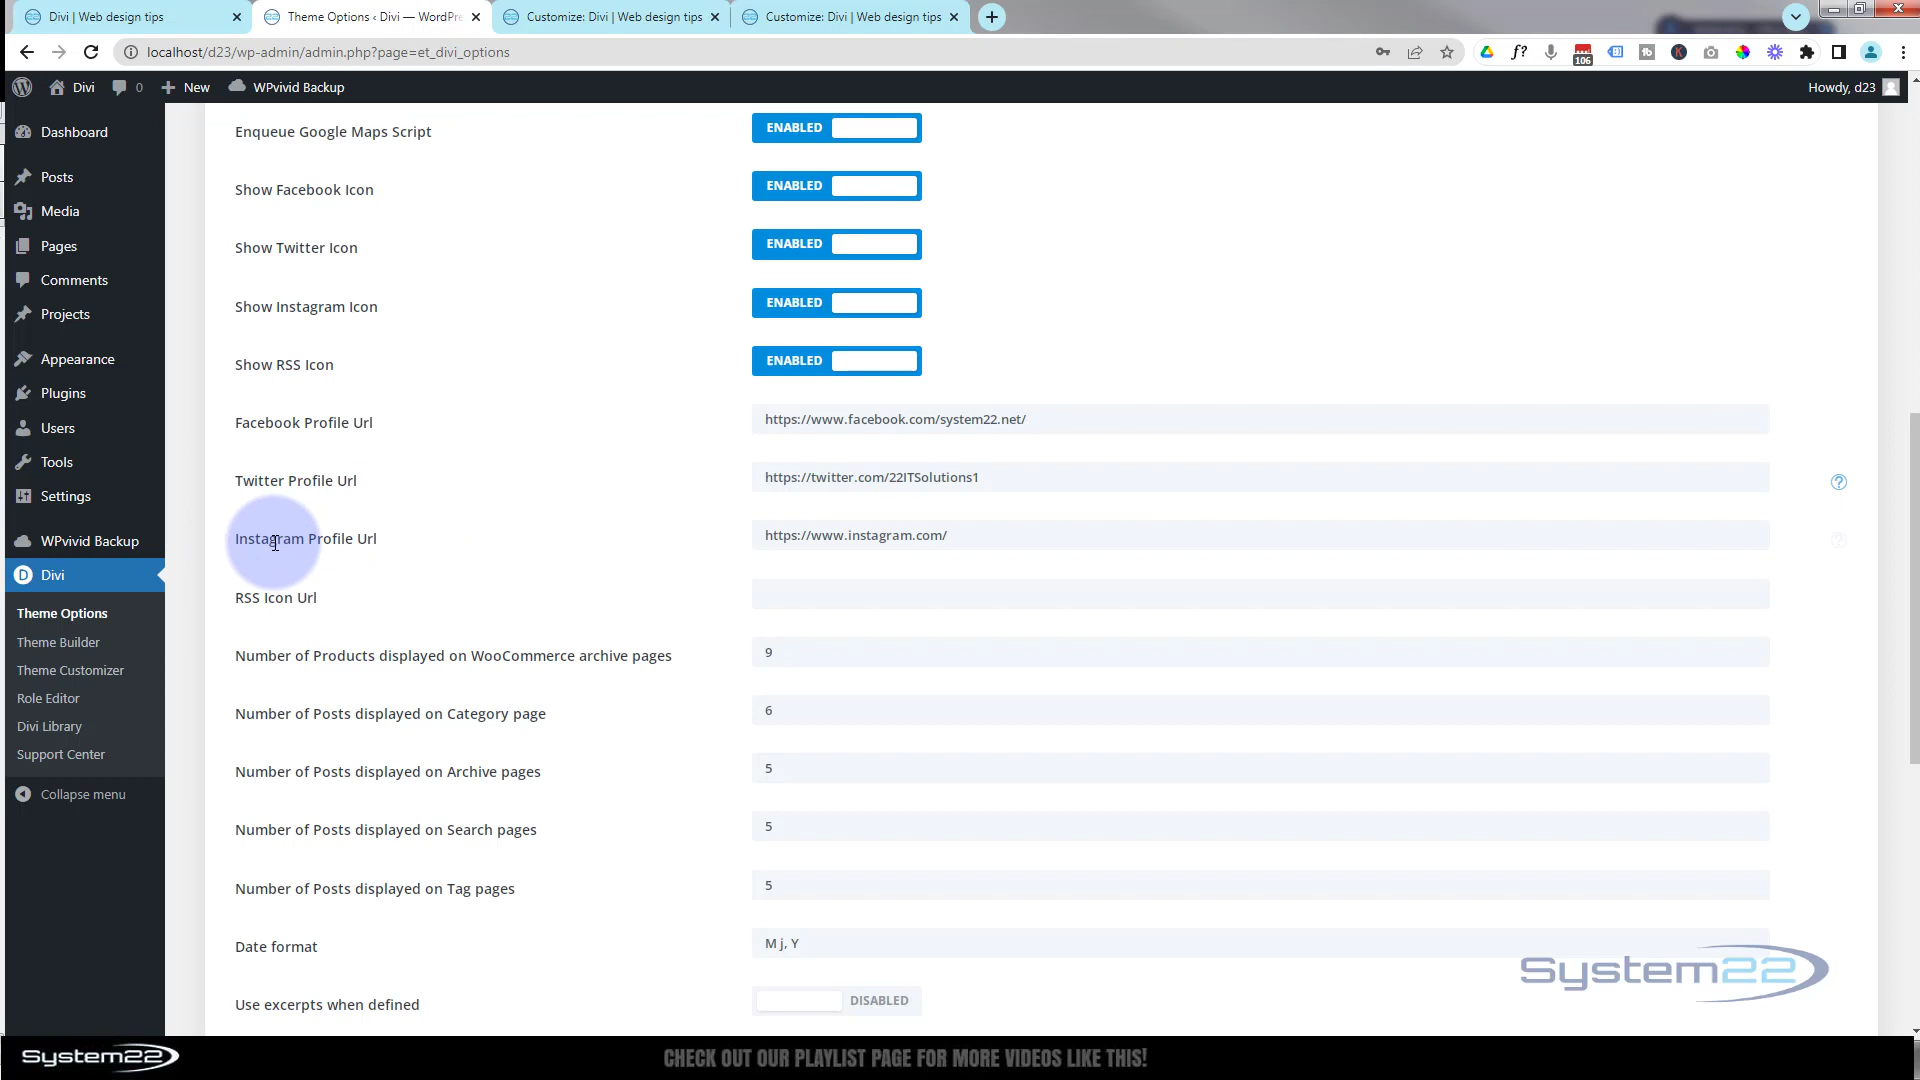 Divi | Web design tips
Theme Options ‹ Divi — WordPre
Customize: Divi | Web design tips
Customize: Divi | Web design tips
localhost/d23/wp-admin/admin.php?page=et_divi_options
106
Divi 0 New WPvivid Backup Howdy, d23
Dashboard
Posts
Media
Pages
Comments
Projects
Appearance
Plugins
Users
Tools
Settings
WPvivid Backup
Divi
Theme Options
Theme Builder
Theme Customizer
Role Editor
Divi Library
Support Center
Collapse menu
Enqueue Google Maps Script ENABLED
Show Facebook Icon ENABLED
Show Twitter Icon ENABLED
Show Instagram Icon ENABLED
Show RSS Icon ENABLED
Facebook Profile Url https://www.facebook.com/system22.net/
Twitter Profile Url https://twitter.com/22ITSolutions1
Instagram Profile Url https://www.instagram.com/
RSS Icon Url
Number of Products displayed on WooCommerce archive pages 9
Number of Posts displayed on Category page 6
Number of Posts displayed on Archive pages 5
Number of Posts displayed on Search pages 5
Number of Posts displayed on Tag pages 5
Date format M j, Y
Use excerpts when defined DISABLED
System22
System22
CHECK OUT OUR PLAYLIST PAGE FOR MORE VIDEOS LIKE THIS!